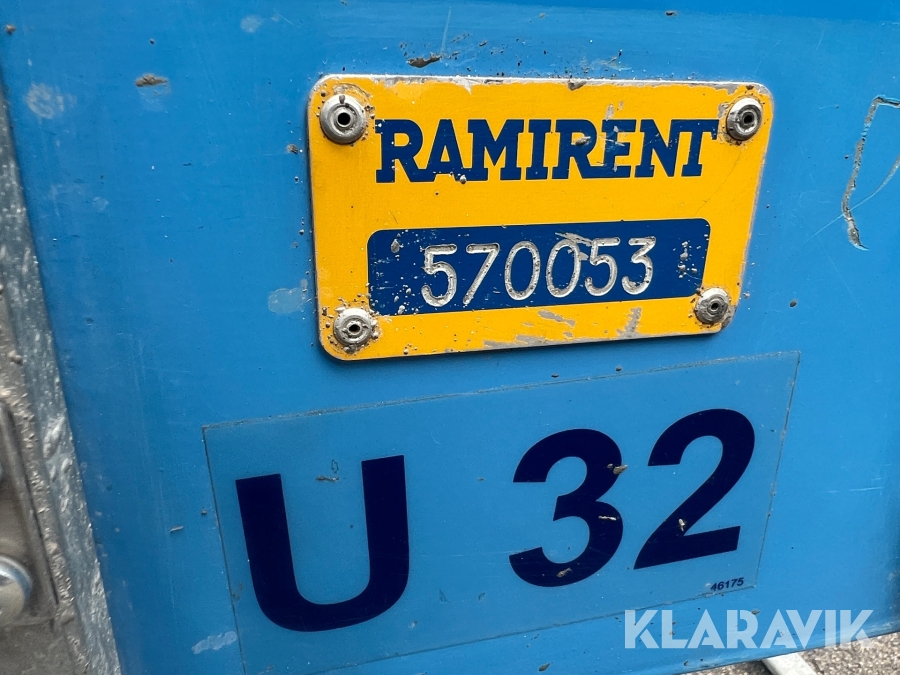 RAMIRENT
570053
U 32
46175
KLARAVIK